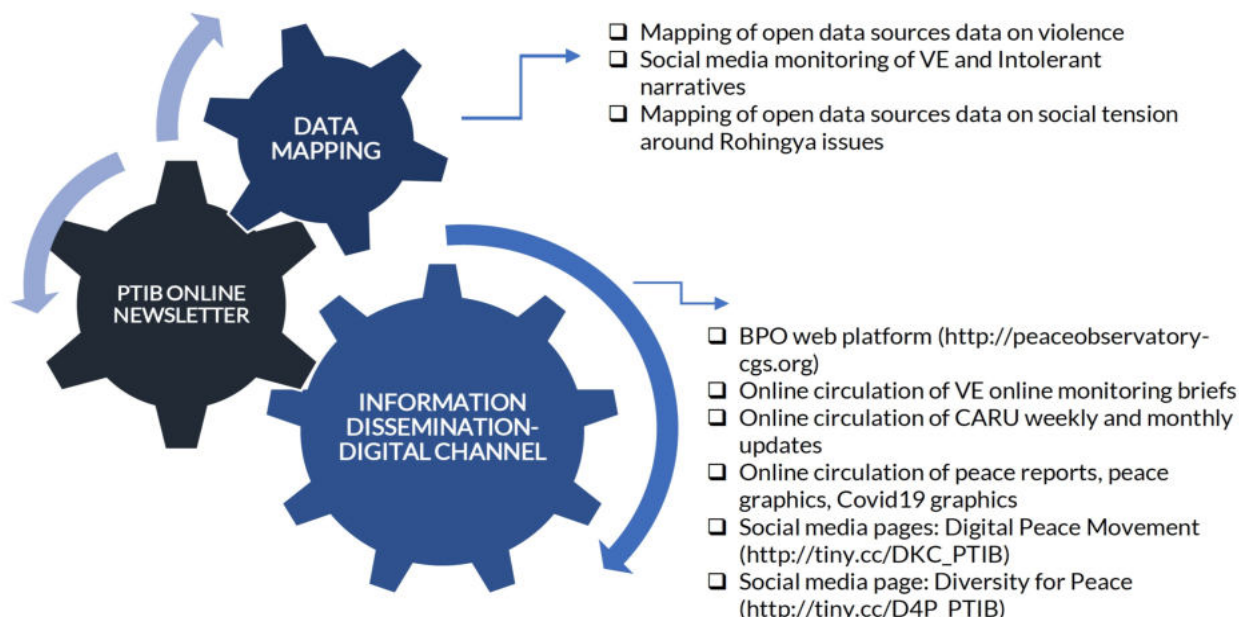 DATA
MAPPING
❑ Mapping of open data sources data on violence
❑ Social media monitoring of VE and Intolerant
narratives
❑ Mapping of open data sources data on social tension
around Rohingya issues
PTIB ONLINE
NEWSLETTER
INFORMATION
DISSEMINATION-
DIGITAL CHANNEL
❑ BPO web platform (http://peaceobservatory-
cgs.org)
❑ Online circulation of VE online monitoring briefs
❑ Online circulation of CARU weekly and monthly
updates
❑ Online circulation of peace reports, peace
graphics, Covid19 graphics
❑ Social media pages: Digital Peace Movement
(http://tiny.cc/DKC_PTIB)
❑ Social media page: Diversity for Peace
(http://tiny.cc/D4P_PTIB)